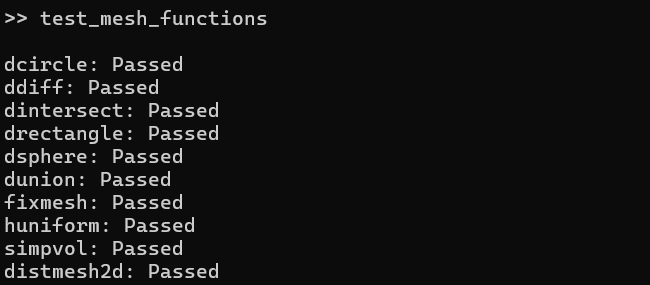 >> test_mesh_functions
dcircle: Passed
ddiff: Passed
dintersect: Passed
drectangle: Passed
dsphere: Passed
dunion: Passed
fixmesh: Passed
huniform: Passed
simpvol: Passed
distmesh2d: Passed